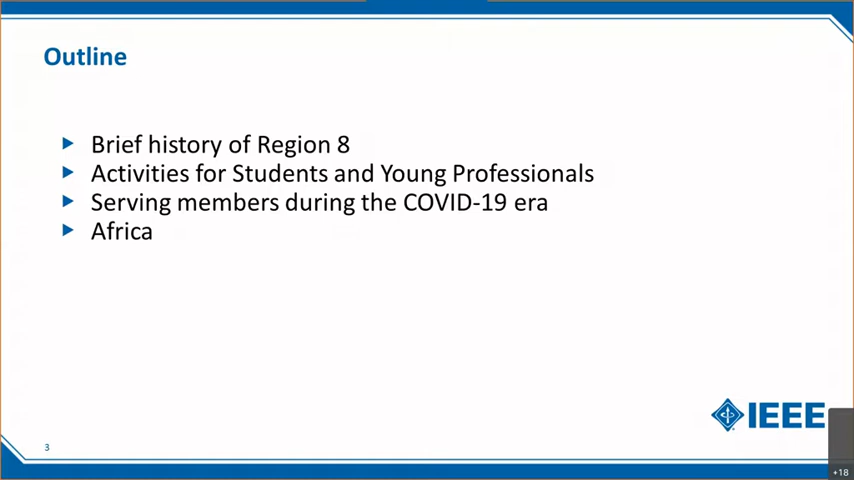 Outline
Brief history of Region 8
Activities for Students and Young Professionals
Serving members during the COVID-19 era
Africa
IEEE
3
+18